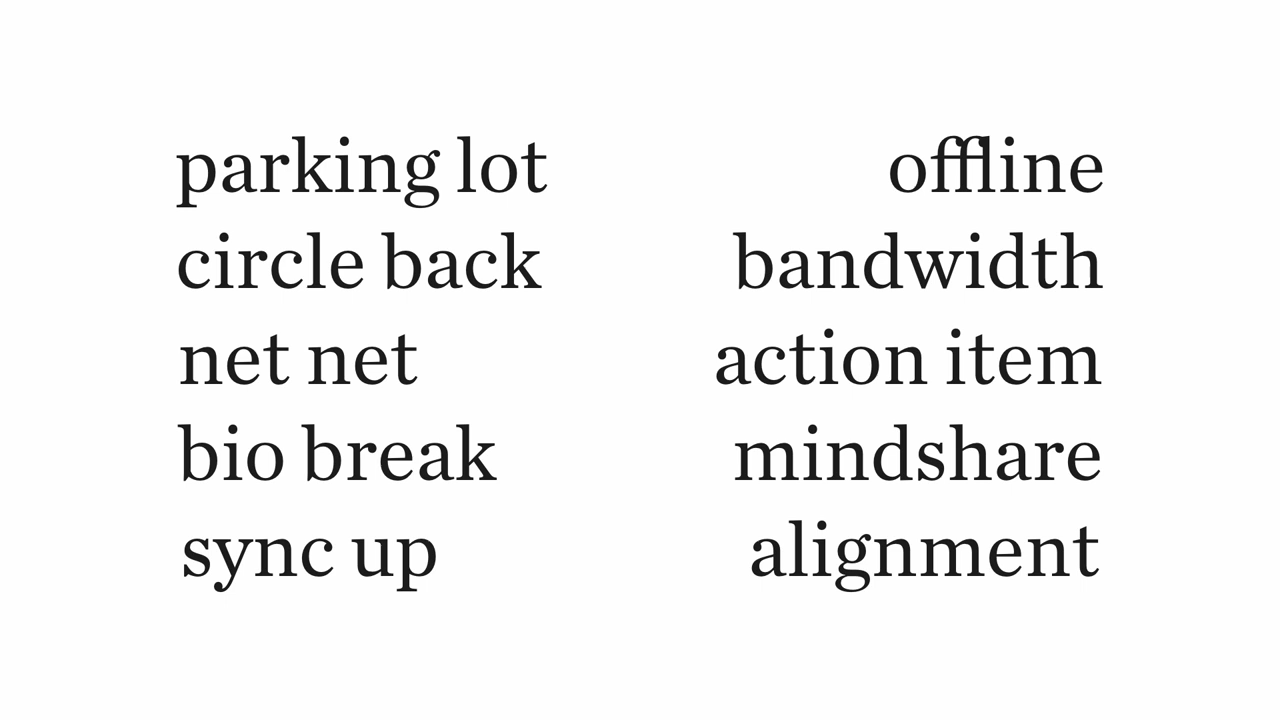 parking lot
circle back
net net
bio break
sync up
offline
bandwidth
action item
mindshare
alignment